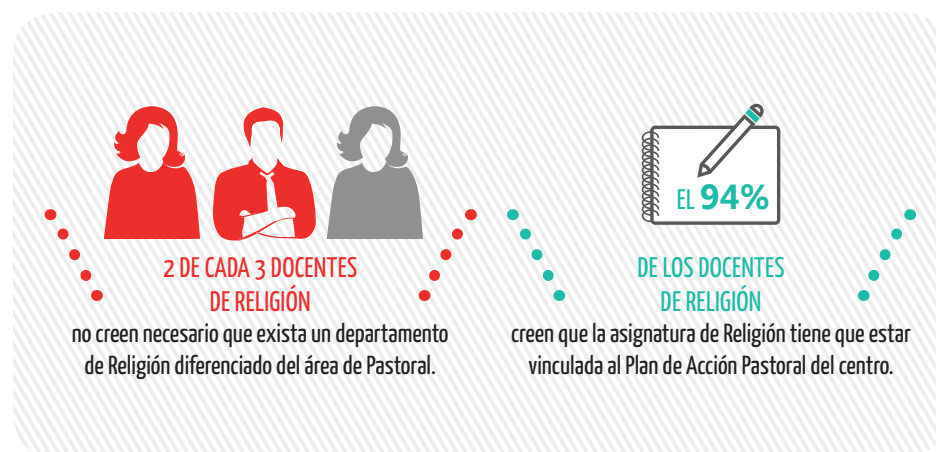 2 DE CADA 3 DOCENTES
DE RELIGIÓN
no creen necesario que exista un departamento
de Religión diferenciado del área de Pastoral.
EL 94%
DE LOS DOCENTES
DE RELIGIÓN
creen que la asignatura de Religión tiene que estar
vinculada al Plan de Acción Pastoral del centro.